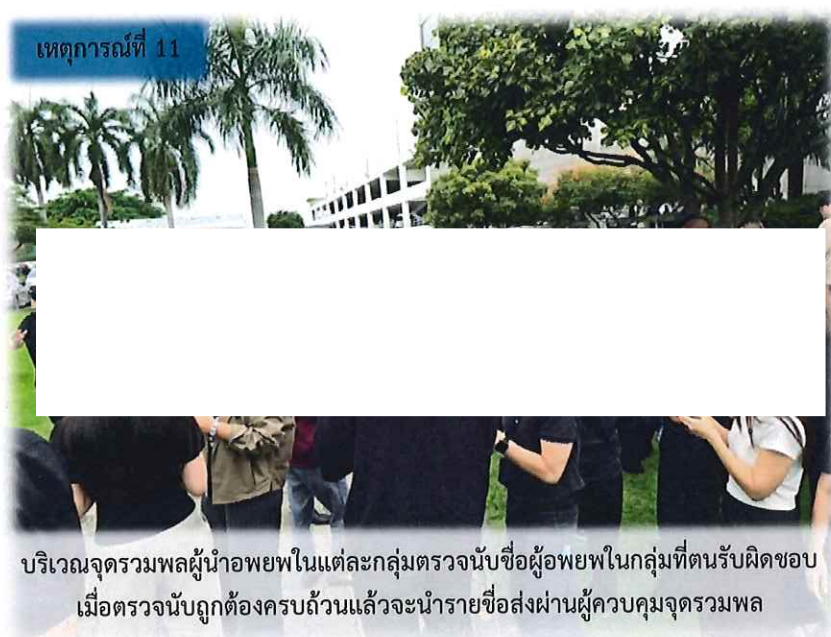 เหตุการณ์ที่ 11
บริเวณจุดรวมพลผู้นำอพยพในแต่ละกลุ่มตรวจนับชื่อผู้อพยพในกลุ่มที่ตนรับผิดชอบ
เมื่อตรวจนับถูกต้องครบถ้วนแล้วจะนำรายชื่อส่งผ่านผู้ควบคุมจุดรวมพล